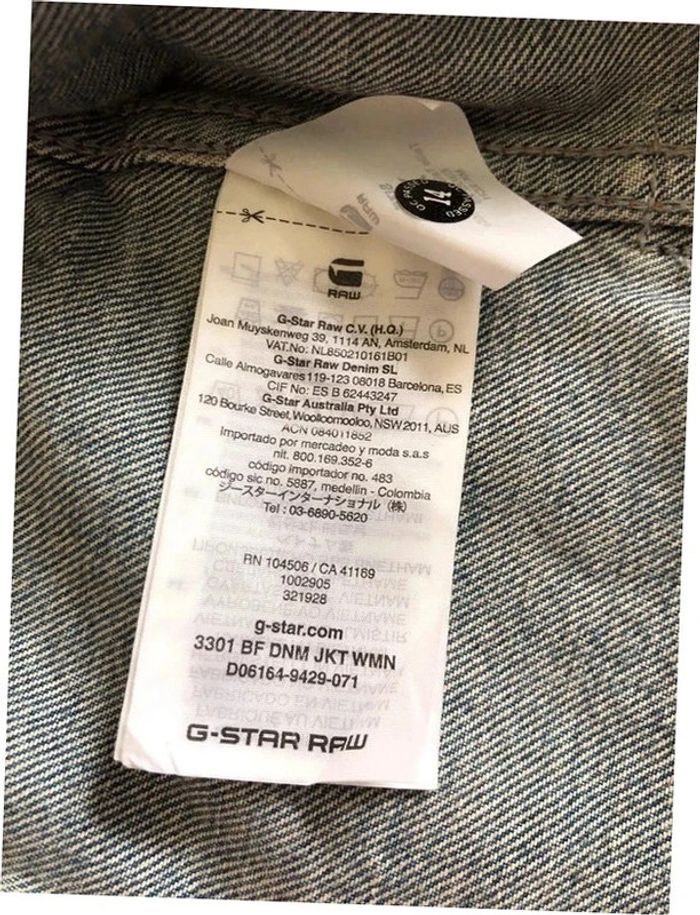 QC PASSED
14
RAW
RAW
G-Star Raw C.V. (H.Q.)
Joan Muyskenweg 39, 1114 AN, Amsterdam, NL
VAT.No: NL850210161B01
G-Star Raw Denim SL
Calle Almogavares 119-123 08018 Barcelona, ES
CIF No: ES B 62443247
G-Star Australia Pty Ltd
120 Bourke Street, Woolloomooloo, NSW 2011, AUS
ACN 084011852
Importado por mercadeo y moda s.a.s
nit. 800.169.352-6
código importador no. 483
código sic no. 5887, medellin - Colombia
ジースターインターナショナル (株)
Tel : 03-6890-5620
RN 104506 / CA 41169
1002905
321928
g-star.com
3301 BF DNM JKT WMN
D06164-9429-071
G-STAR RAW